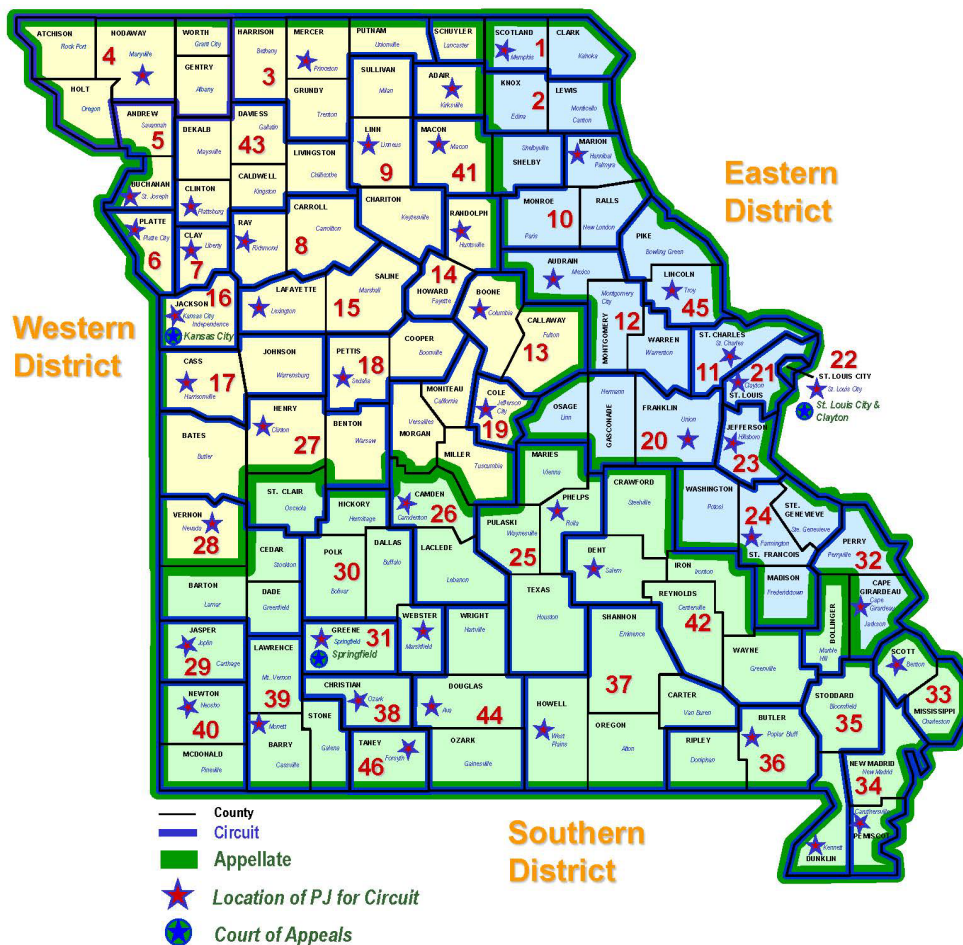 ATCHISON
Rock Port
NODAWAY
4
Maryville
WORTH
Grant City
HARRISON
Bethany
3
MERCER
Princeton
PUTNAM
Unionville
SCHUYLER
Lancaster
SCOTLAND
Memphis
1
CLARK
Kahoka
HOLT
Oregon
GENTRY
Albany
GRUNDY
Trenton
SULLIVAN
Milan
ADAIR
Kirksville
KNOX
Edina
2
LEWIS
Monticello
Canton
ANDREW
Savannah
5
DEKALB
Maysville
DAVIESS
Gallatin
43
LINN
Linneus
9
MACON
Macon
41
Shelbyville
SHELBY
MARION
Hannibal
Palmyra
Eastern
District
BUCHANAN
St. Joseph
CLINTON
Plattsburg
CALDWELL
Kingston
LIVINGSTON
Chillicothe
CHARITON
Keytesville
RANDOLPH
Huntsville
MONROE
Paris
10
RALLS
New London
PLATTE
Platte City
6
CLAY
Liberty
7
RAY
Richmond
CARROLL
Carrollton
8
PIKE
Bowling Green
AUDRAIN
Mexico
Western
District
16
JACKSON
Kansas City
Independence
Kansas City
LAFAYETTE
Lexington
15
SALINE
Marshall
14
HOWARD
Fayette
BOONE
Columbia
CALLAWAY
Fulton
13
Montgomery City
MONTGOMERY
12
LINCOLN
Troy
45
WARREN
Warrenton
ST. CHARLES
St. Charles
11
21
Clayton
ST. LOUIS
22
ST. LOUIS CITY
St. Louis City
St. Louis City &
Clayton
CASS
17
Harrisonville
JOHNSON
Warrensburg
PETTIS
18
Sedalia
COOPER
Boonville
MONITEAU
California
COLE
Jefferson
City
19
OSAGE
Linn
Hermann
GASCONADE
FRANKLIN
Union
20
JEFFERSON
Hillsboro
23
BATES
Butler
HENRY
Clinton
27
BENTON
Warsaw
Versailles
MORGAN
MILLER
Tuscumbia
MARIES
Vienna
VERNON
Nevada
28
ST. CLAIR
Osceola
HICKORY
Hermitage
CAMDEN
Camdenton
26
PULASKI
Waynesville
25
PHELPS
Rolla
CRAWFORD
Steelville
WASHINGTON
Potosi
24
Farmington
ST. FRANCOIS
STE.
GENEVIEVE
Ste. Genevieve
PERRY
Perryville
32
BARTON
Lamar
CEDAR
Stockton
POLK
30
Bolivar
DALLAS
Buffalo
LACLEDE
Lebanon
DENT
Salem
IRON
Ironton
MADISON
Fredericktown
BOLLINGER
Marble
Hill
CAPE
GIRARDEAU
Cape
Girardeau
Jackson
DADE
Greenfield
TEXAS
Houston
REYNOLDS
Centerville
42
JASPER
Joplin
29
Carthage
LAWRENCE
Mt. Vernon
39
GREENE
Springfield
31
Springfield
WEBSTER
Marshfield
WRIGHT
Hartville
SHANNON
Eminence
WAYNE
Greenville
SCOTT
Benton
33
MISSISSIPPI
Charleston
NEWTON
Neosho
40
CHRISTIAN
Ozark
38
DOUGLAS
Ava
44
HOWELL
West
Plains
37
CARTER
Van Buren
STODDARD
Bloomfield
35
MCDONALD
Pineville
Monett
BARRY
Cassville
STONE
Galena
TANEY
Forsyth
46
OZARK
Gainesville
OREGON
Alton
RIPLEY
Doniphan
BUTLER
Poplar Bluff
36
NEW MADRID
New Madrid
34
Caruthersville
PEMISCOT
Kennett
DUNKLIN
Southern
District
County
Circuit
Appellate
Location of PJ for Circuit
Court of Appeals